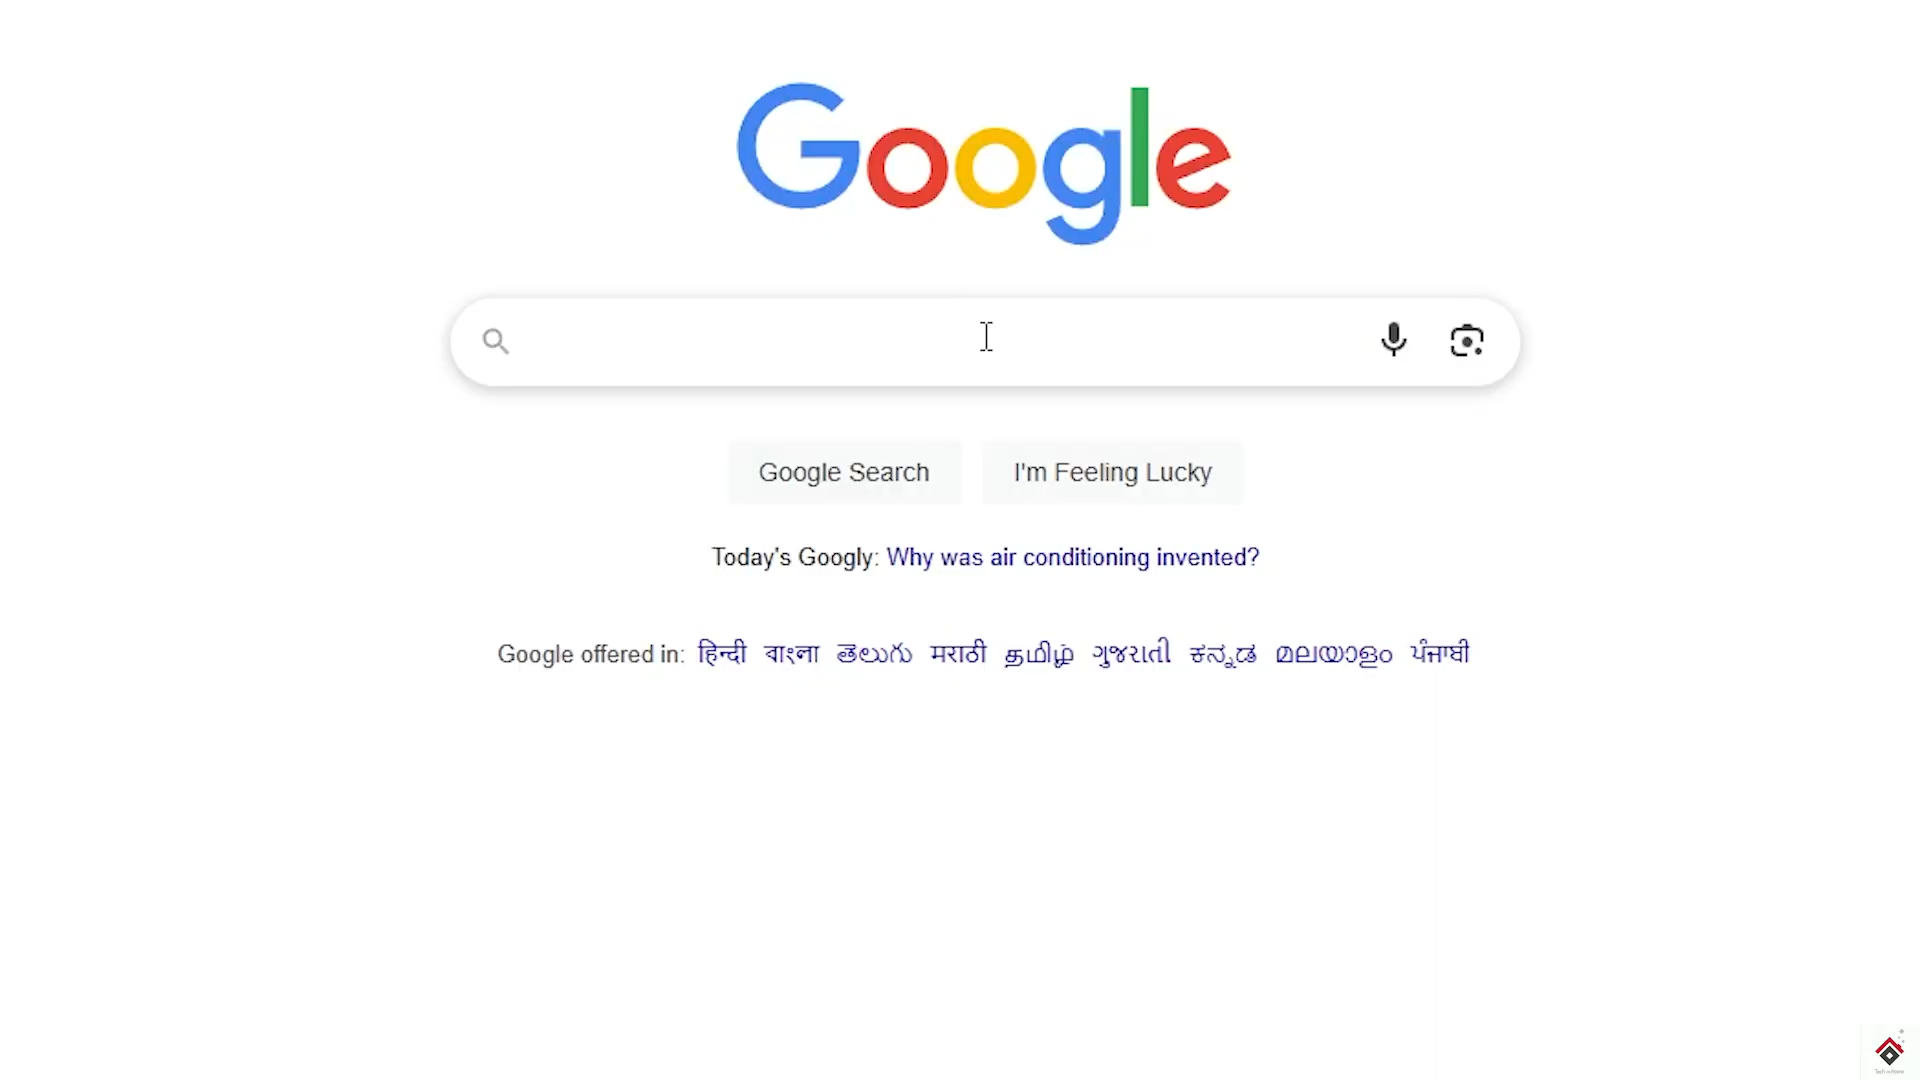 Google
Google Search I'm Feeling Lucky
Today's Googly: Why was air conditioning invented?
Google offered in: हिन्दी বাংলা తెలుగు मराठी தமிழ் ગુજરાતી ಕನ್ನಡ മലയാളം ਪੰਜਾਬੀ